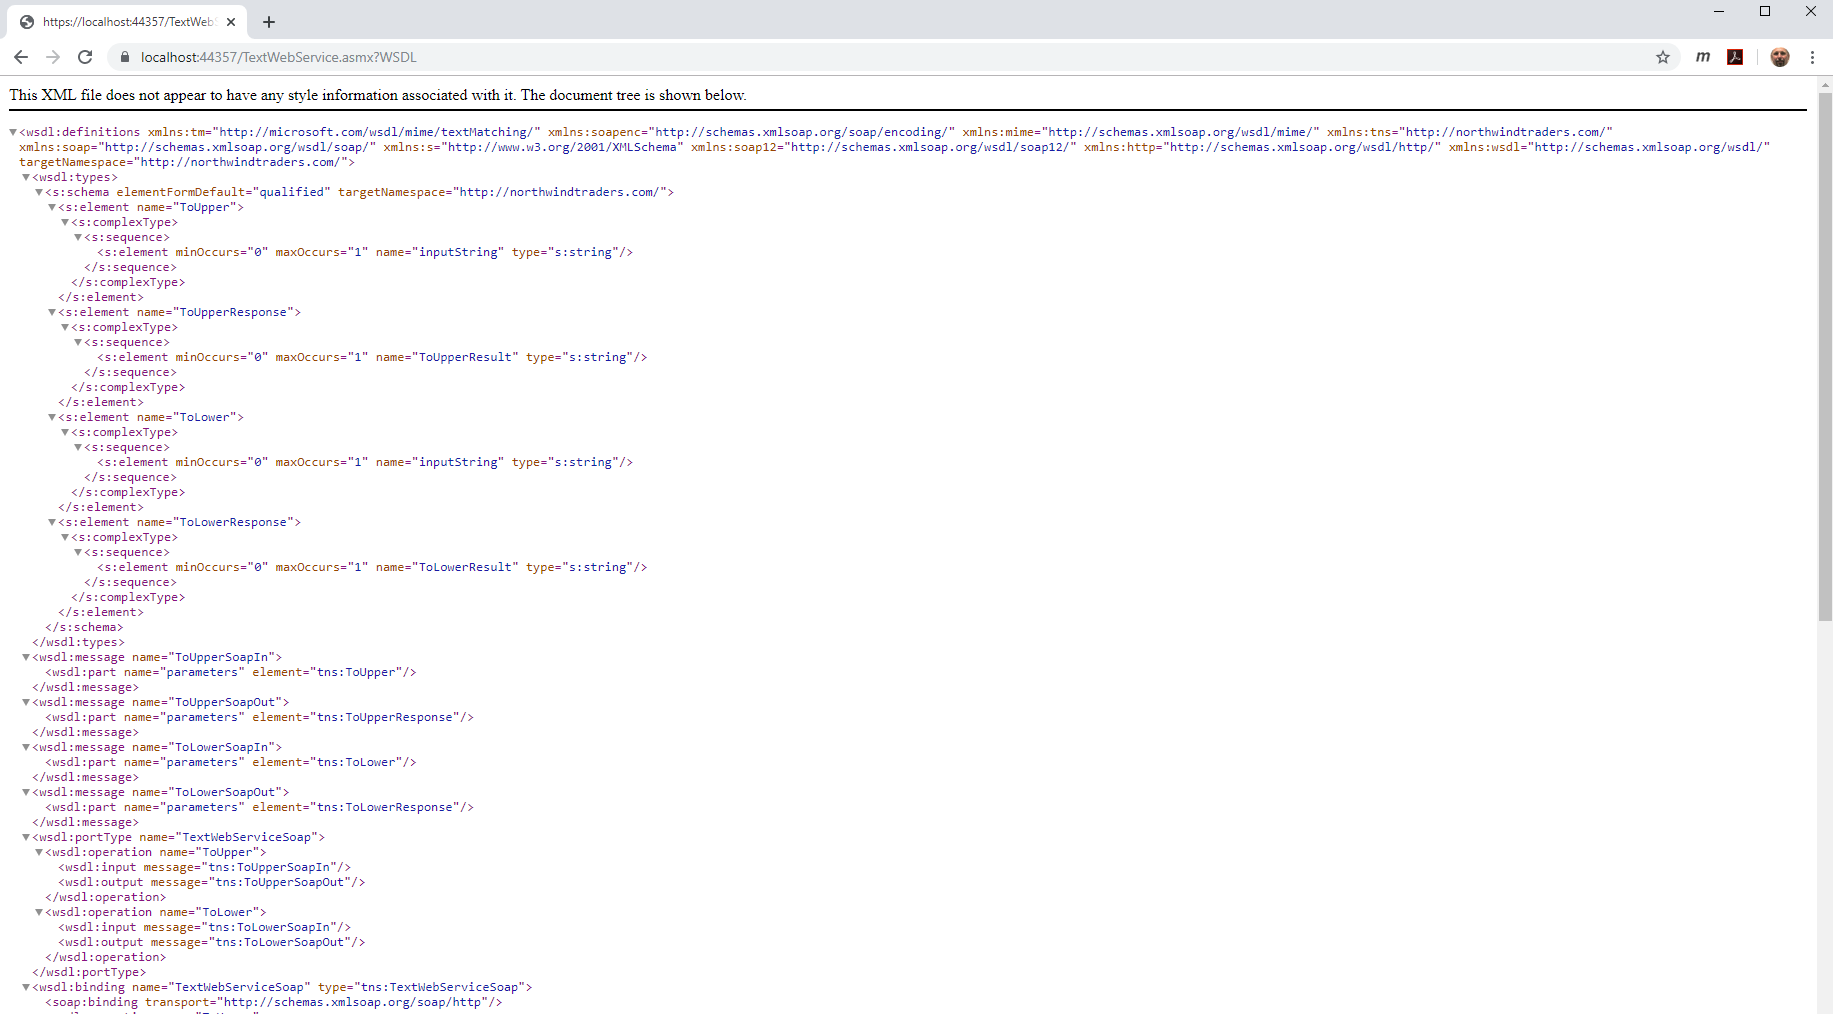 https://localhost:44357/TextWebS
localhost:44357/TextWebService.asmx?WSDL
This XML file does not appear to have any style information associated with it. The document tree is shown below.
<wsdl:definitions xmlns:tm="http://microsoft.com/wsdl/mime/textMatching/" xmlns:soapenc="http://schemas.xmlsoap.org/soap/encoding/" xmlns:mime="http://schemas.xmlsoap.org/wsdl/mime/" xmlns:tns="http://northwindtraders.com/"
xmlns:soap="http://schemas.xmlsoap.org/wsdl/soap/" xmlns:s="http://www.w3.org/2001/XMLSchema" xmlns:soap12="http://schemas.xmlsoap.org/wsdl/soap12/" xmlns:http="http://schemas.xmlsoap.org/wsdl/http/" xmlns:wsdl="http://schemas.xmlsoap.org/wsdl/"
targetNamespace="http://northwindtraders.com/">
<wsdl:types>
<s:schema elementFormDefault="qualified" targetNamespace="http://northwindtraders.com/">
<s:element name="ToUpper">
<s:complexType>
<s:sequence>
<s:element minOccurs="0" maxOccurs="1" name="inputString" type="s:string"/>
</s:sequence>
</s:complexType>
</s:element>
<s:element name="ToUpperResponse">
<s:complexType>
<s:sequence>
<s:element minOccurs="0" maxOccurs="1" name="ToUpperResult" type="s:string"/>
</s:sequence>
</s:complexType>
</s:element>
<s:element name="ToLower">
<s:complexType>
<s:sequence>
<s:element minOccurs="0" maxOccurs="1" name="inputString" type="s:string"/>
</s:sequence>
</s:complexType>
</s:element>
<s:element name="ToLowerResponse">
<s:complexType>
<s:sequence>
<s:element minOccurs="0" maxOccurs="1" name="ToLowerResult" type="s:string"/>
</s:sequence>
</s:complexType>
</s:element>
</s:schema>
</wsdl:types>
<wsdl:message name="ToUpperSoapIn">
<wsdl:part name="parameters" element="tns:ToUpper"/>
</wsdl:message>
<wsdl:message name="ToUpperSoapOut">
<wsdl:part name="parameters" element="tns:ToUpperResponse"/>
</wsdl:message>
<wsdl:message name="ToLowerSoapIn">
<wsdl:part name="parameters" element="tns:ToLower"/>
</wsdl:message>
<wsdl:message name="ToLowerSoapOut">
<wsdl:part name="parameters" element="tns:ToLowerResponse"/>
</wsdl:message>
<wsdl:portType name="TextWebServiceSoap">
<wsdl:operation name="ToUpper">
<wsdl:input message="tns:ToUpperSoapIn"/>
<wsdl:output message="tns:ToUpperSoapOut"/>
</wsdl:operation>
<wsdl:operation name="ToLower">
<wsdl:input message="tns:ToLowerSoapIn"/>
<wsdl:output message="tns:ToLowerSoapOut"/>
</wsdl:operation>
</wsdl:portType>
<wsdl:binding name="TextWebServiceSoap" type="tns:TextWebServiceSoap">
<soap:binding transport="http://schemas.xmlsoap.org/soap/http"/>